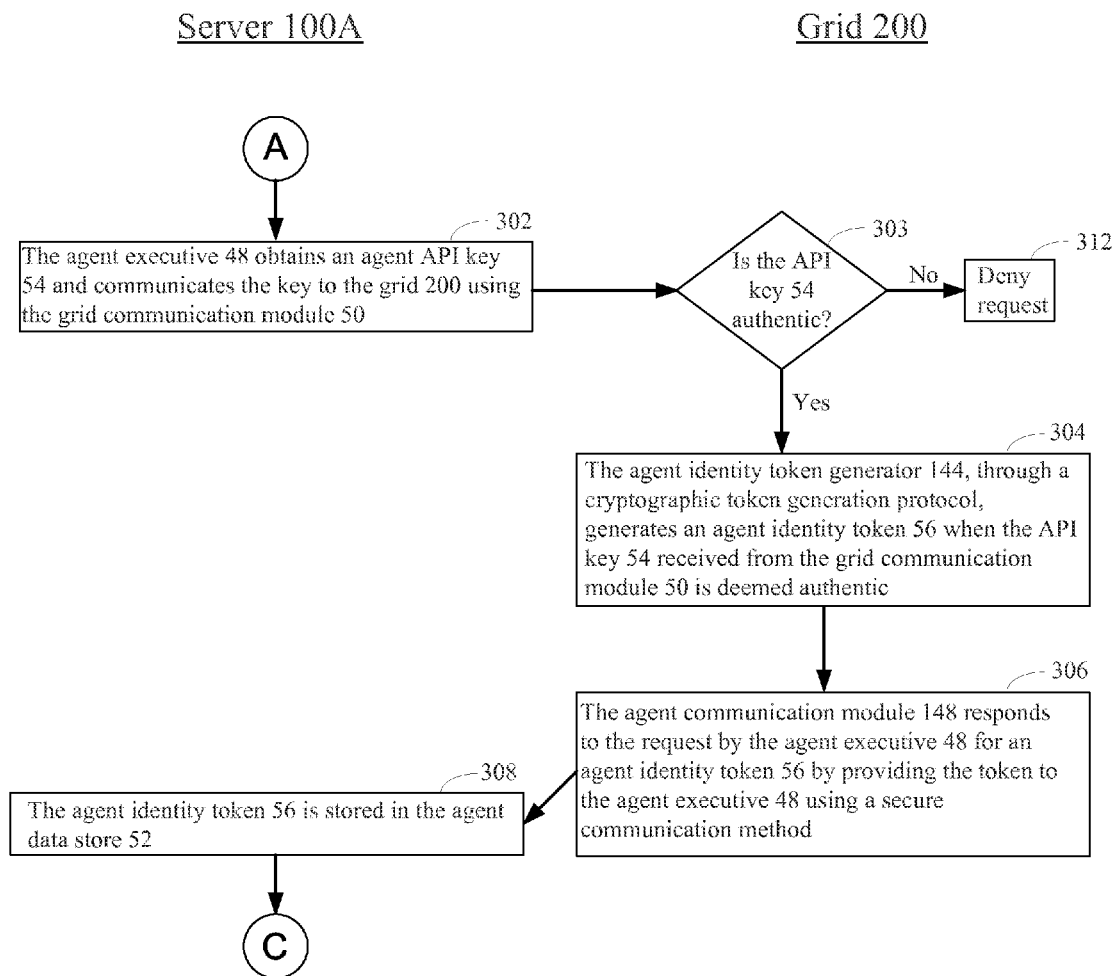 Server 100A
Grid 200
A
302
The agent executive 48 obtains an agent API key
54 and communicates the key to the grid 200 using
the grid communication module 50
303
Is the API
key 54
authentic?
No
312
Deny
request
Yes
304
The agent identity token generator 144, through a
cryptographic token generation protocol,
generates an agent identity token 56 when the API
key 54 received from the grid communication
module 50 is deemed authentic
306
The agent communication module 148 responds
to the request by the agent executive 48 for an
agent identity token 56 by providing the token to
the agent executive 48 using a secure
communication method
308
The agent identity token 56 is stored in the agent
data store 52
C